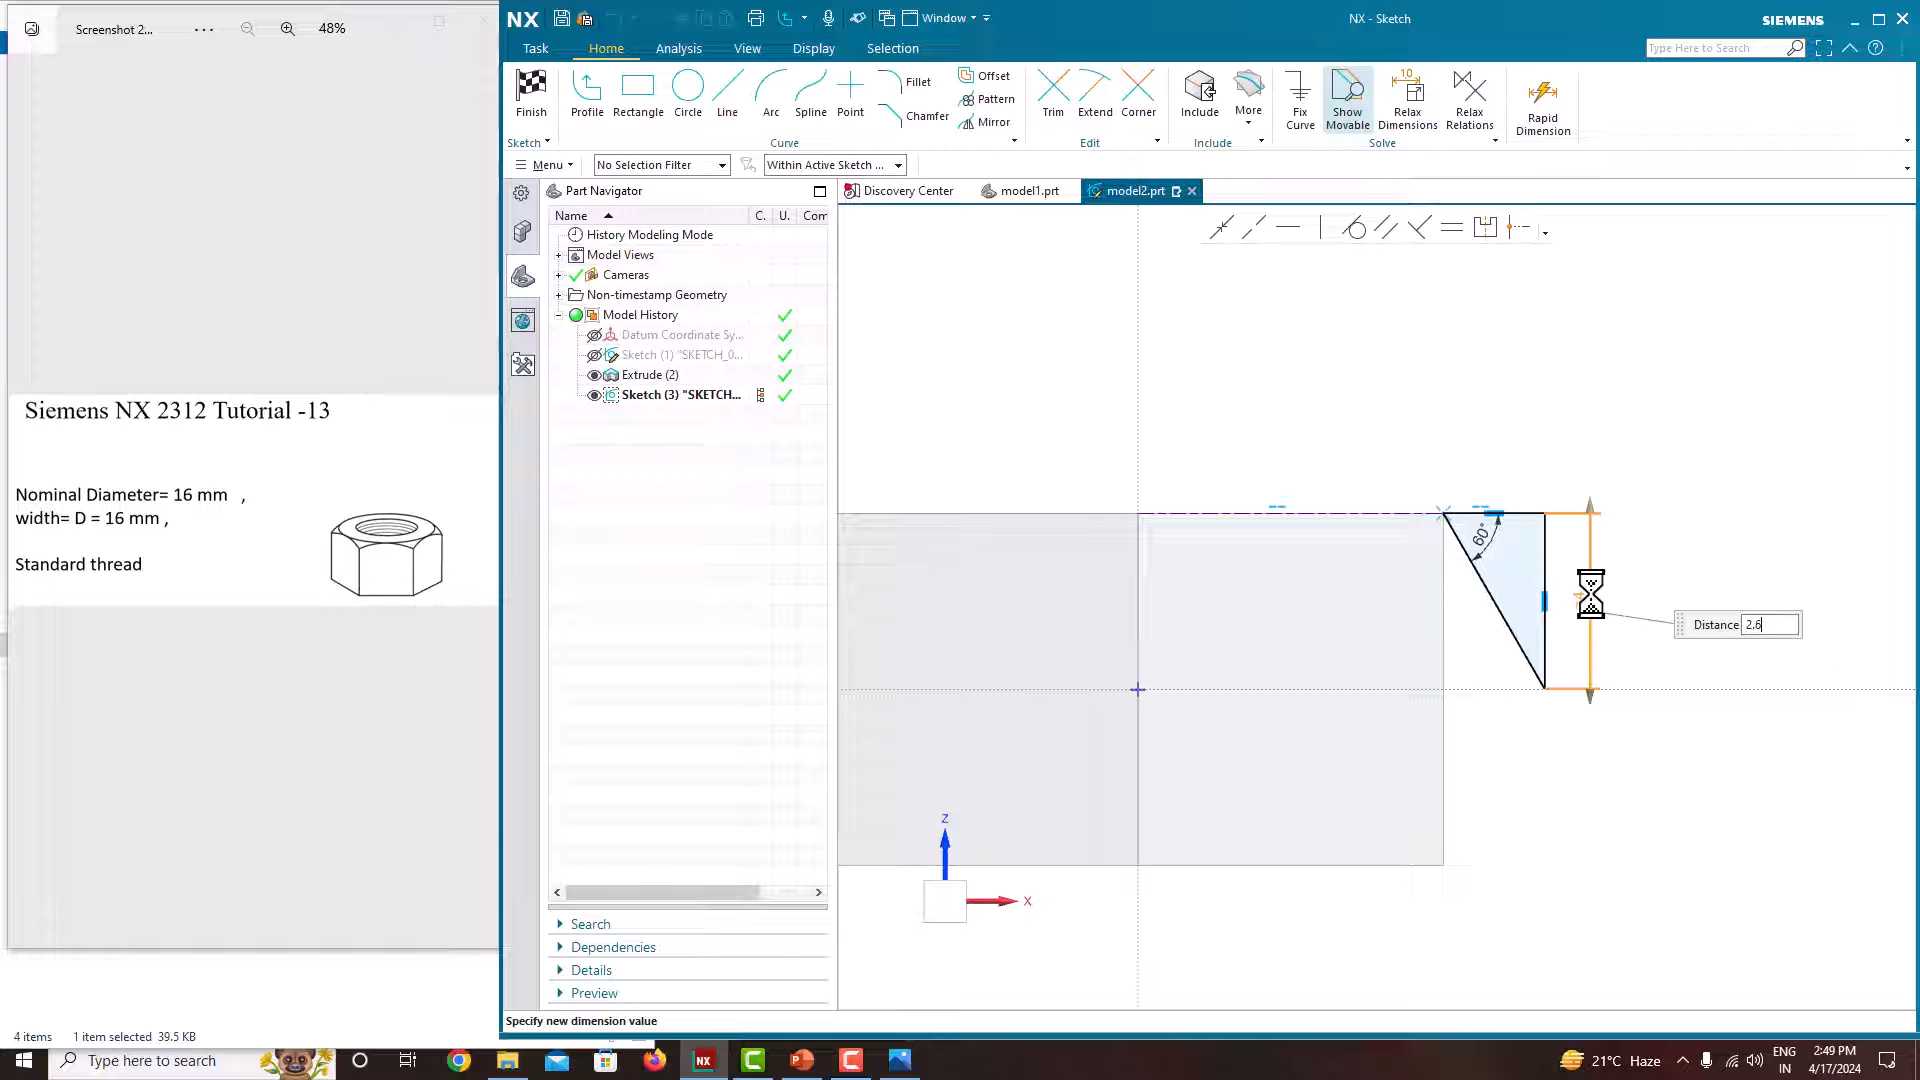 Screenshot 2...
48%
NX
Window
NX - Sketch
SIEMENS
Task
Home
Analysis
View
Display
Selection
Type Here to Search
Finish
Profile
Rectangle
Circle
Line
Arc
Spline
Point
Fillet
Chamfer
Offset
Pattern
Mirror
Trim
Extend
Corner
Include
More
Fix Curve
Show Movable
Relax Dimensions
Relax Relations
Rapid Dimension
Sketch
Curve
Edit
Include
Solve
Menu
No Selection Filter
Within Active Sketch ...
Part Navigator
Discovery Center
model1.prt
model2.prt
Name
C.
U.
Com
History Modeling Mode
Model Views
Cameras
Non-timestamp Geometry
Model History
Datum Coordinate Sy...
Sketch (1) "SKETCH_0...
Extrude (2)
Sketch (3) "SKETCH...
Siemens NX 2312 Tutorial -13
Nominal Diameter= 16 mm ,
width= D = 16 mm ,
Standard thread
60°
Distance 2.6
Z
X
Search
Dependencies
Details
Preview
Specify new dimension value
4 items
1 item selected 39.5 KB
Type here to search
21°C Haze
ENG
IN
2:49 PM
4/17/2024